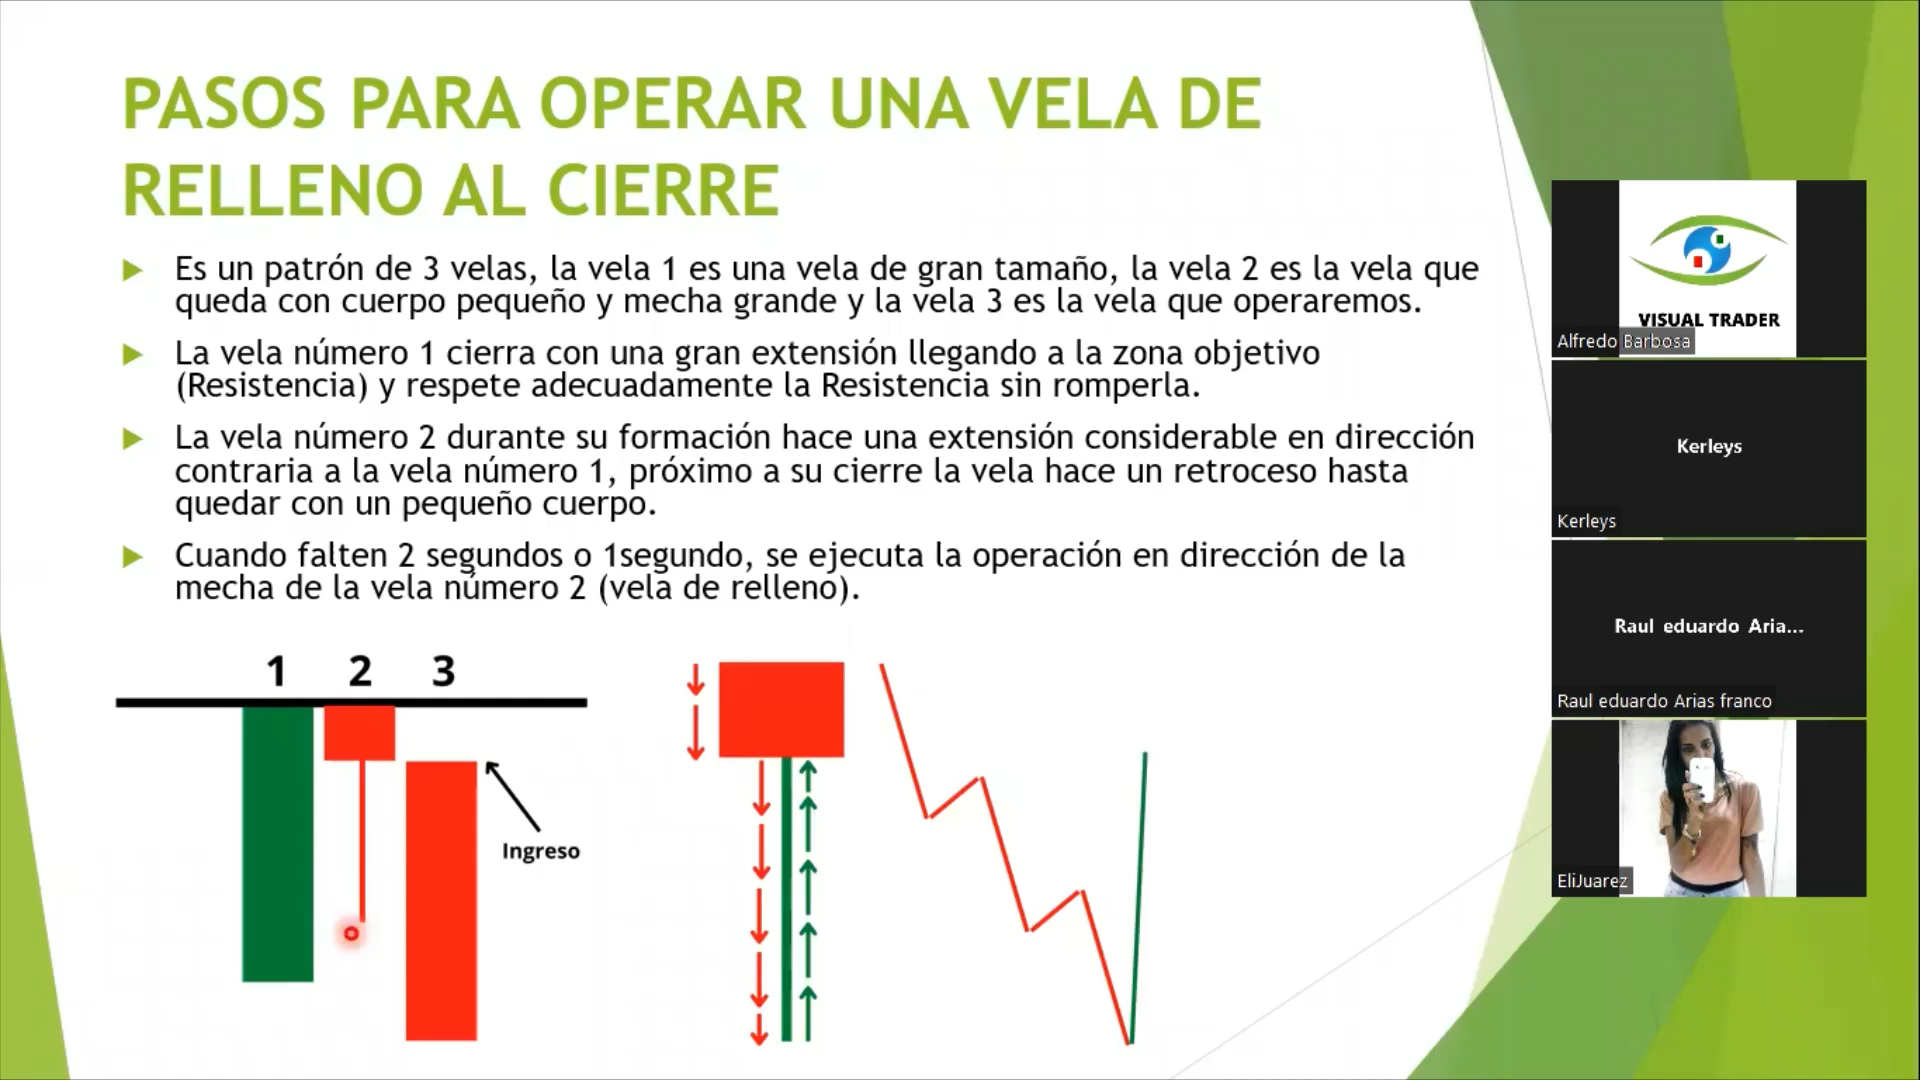 PASOS PARA OPERAR UNA VELA DE
RELLENO AL CIERRE
Es un patrón de 3 velas, la vela 1 es una vela de gran tamaño, la vela 2 es la vela que
queda con cuerpo pequeño y mecha grande y la vela 3 es la vela que operaremos.
La vela número 1 cierra con una gran extensión llegando a la zona objetivo
(Resistencia) y respete adecuadamente la Resistencia sin romperla.
La vela número 2 durante su formación hace una extensión considerable en dirección
contraria a la vela número 1, próximo a su cierre la vela hace un retroceso hasta
quedar con un pequeño cuerpo.
Cuando falten 2 segundos o 1segundo, se ejecuta la operación en dirección de la
mecha de la vela número 2 (vela de relleno).
1 2 3
Ingreso
VISUAL TRADER
Alfredo Barbosa
Kerleys
Kerleys
Raul eduardo Aria...
Raul eduardo Arias franco
EliJuarez